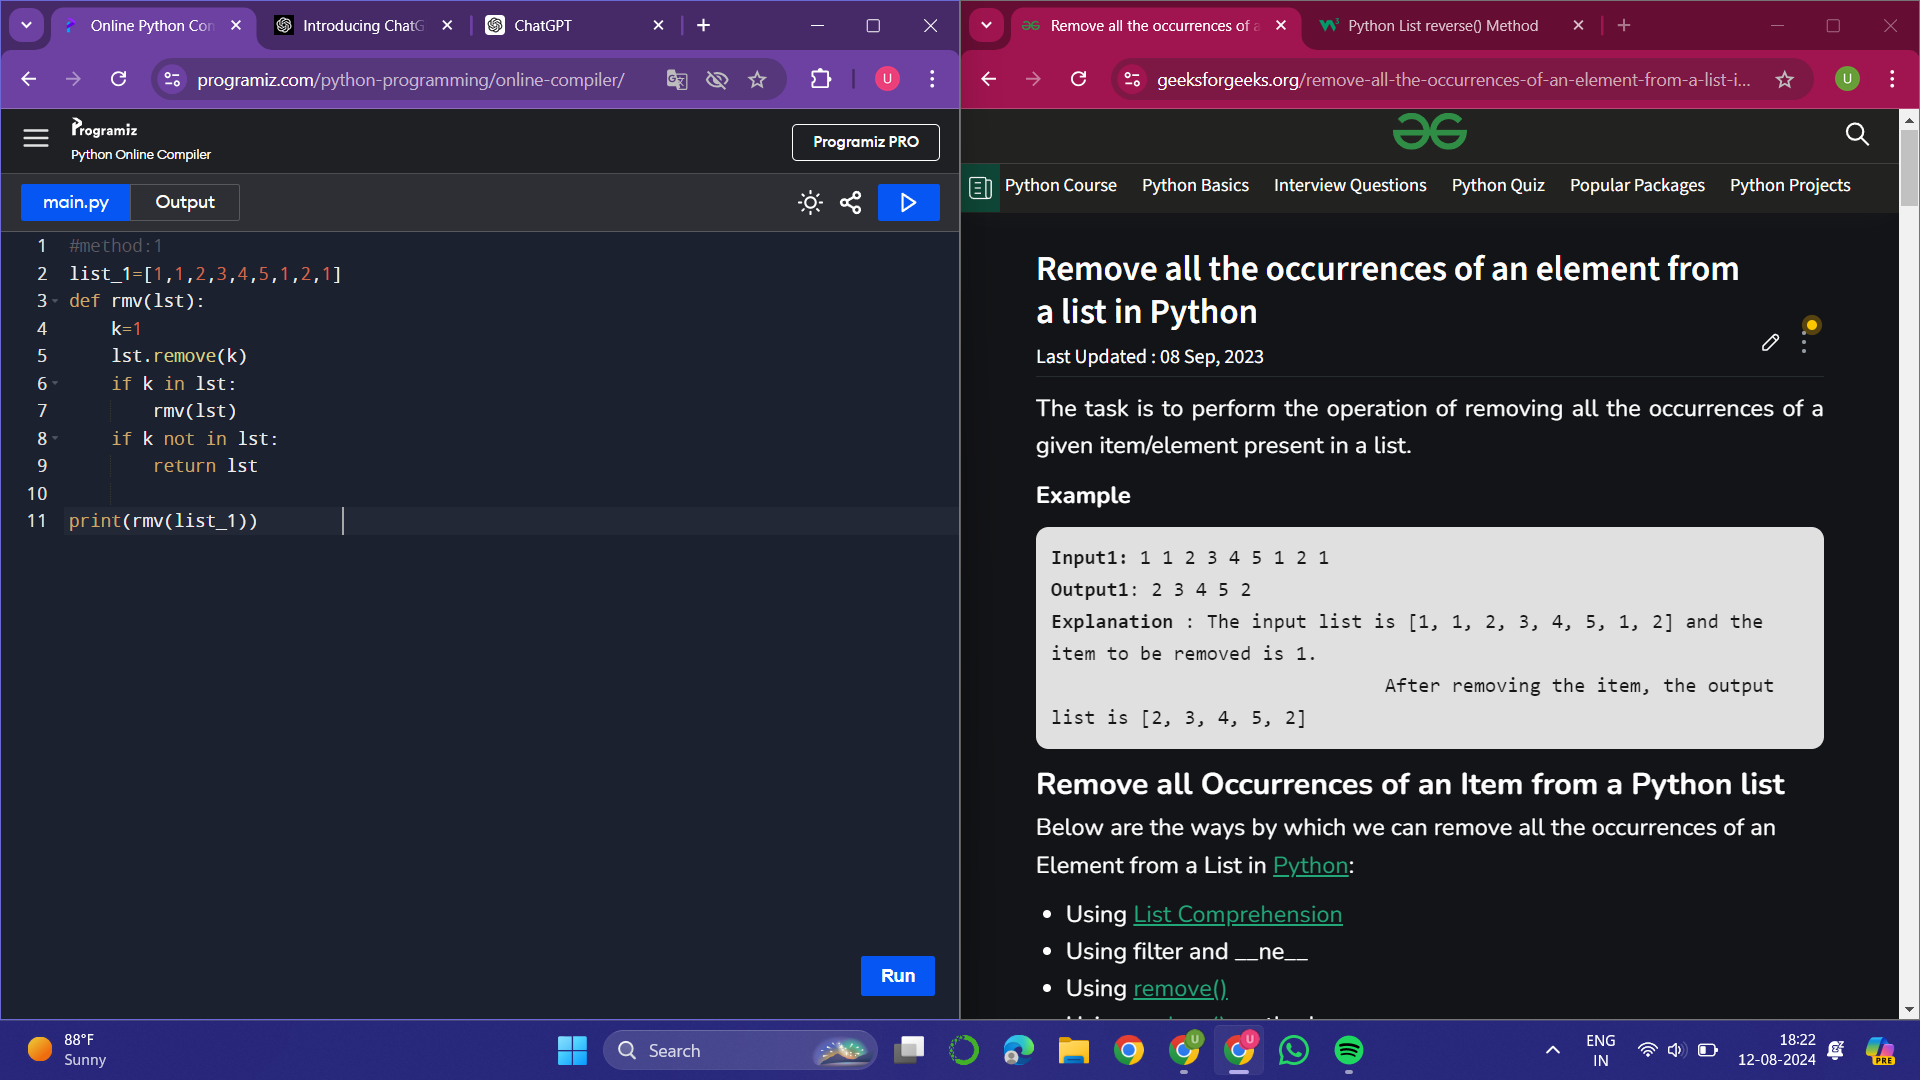 Online Python Com
Introducing ChatG
ChatGPT
programiz.com/python-programming/online-compiler/
U
Programiz
Python Online Compiler
Programiz PRO
main.py
Output
1 #method:1
2 list_1=[1,1,2,3,4,5,1,2,1]
3 def rmv(lst):
4 k=1
5 lst.remove(k)
6 if k in lst:
7 rmv(lst)
8 if k not in lst:
9 return lst
10
11 print(rmv(list_1))
Run
Remove all the occurrences of a
Python List reverse() Method
geeksforgeeks.org/remove-all-the-occurrences-of-an-element-from-a-list-i...
U
Python Course Python Basics Interview Questions Python Quiz Popular Packages Python Projects
Remove all the occurrences of an element from
a list in Python
Last Updated : 08 Sep, 2023
The task is to perform the operation of removing all the occurrences of a
given item/element present in a list.
Example
Input1: 1 1 2 3 4 5 1 2 1
Output1: 2 3 4 5 2
Explanation : The input list is [1, 1, 2, 3, 4, 5, 1, 2] and the
item to be removed is 1.
After removing the item, the output
list is [2, 3, 4, 5, 2]
Remove all Occurrences of an Item from a Python list
Below are the ways by which we can remove all the occurrences of an
Element from a List in Python:
• Using List Comprehension
• Using filter and __ne__
• Using remove()
88°F
Sunny
Search
U
U
ENG
IN
18:22
12-08-2024
PRE